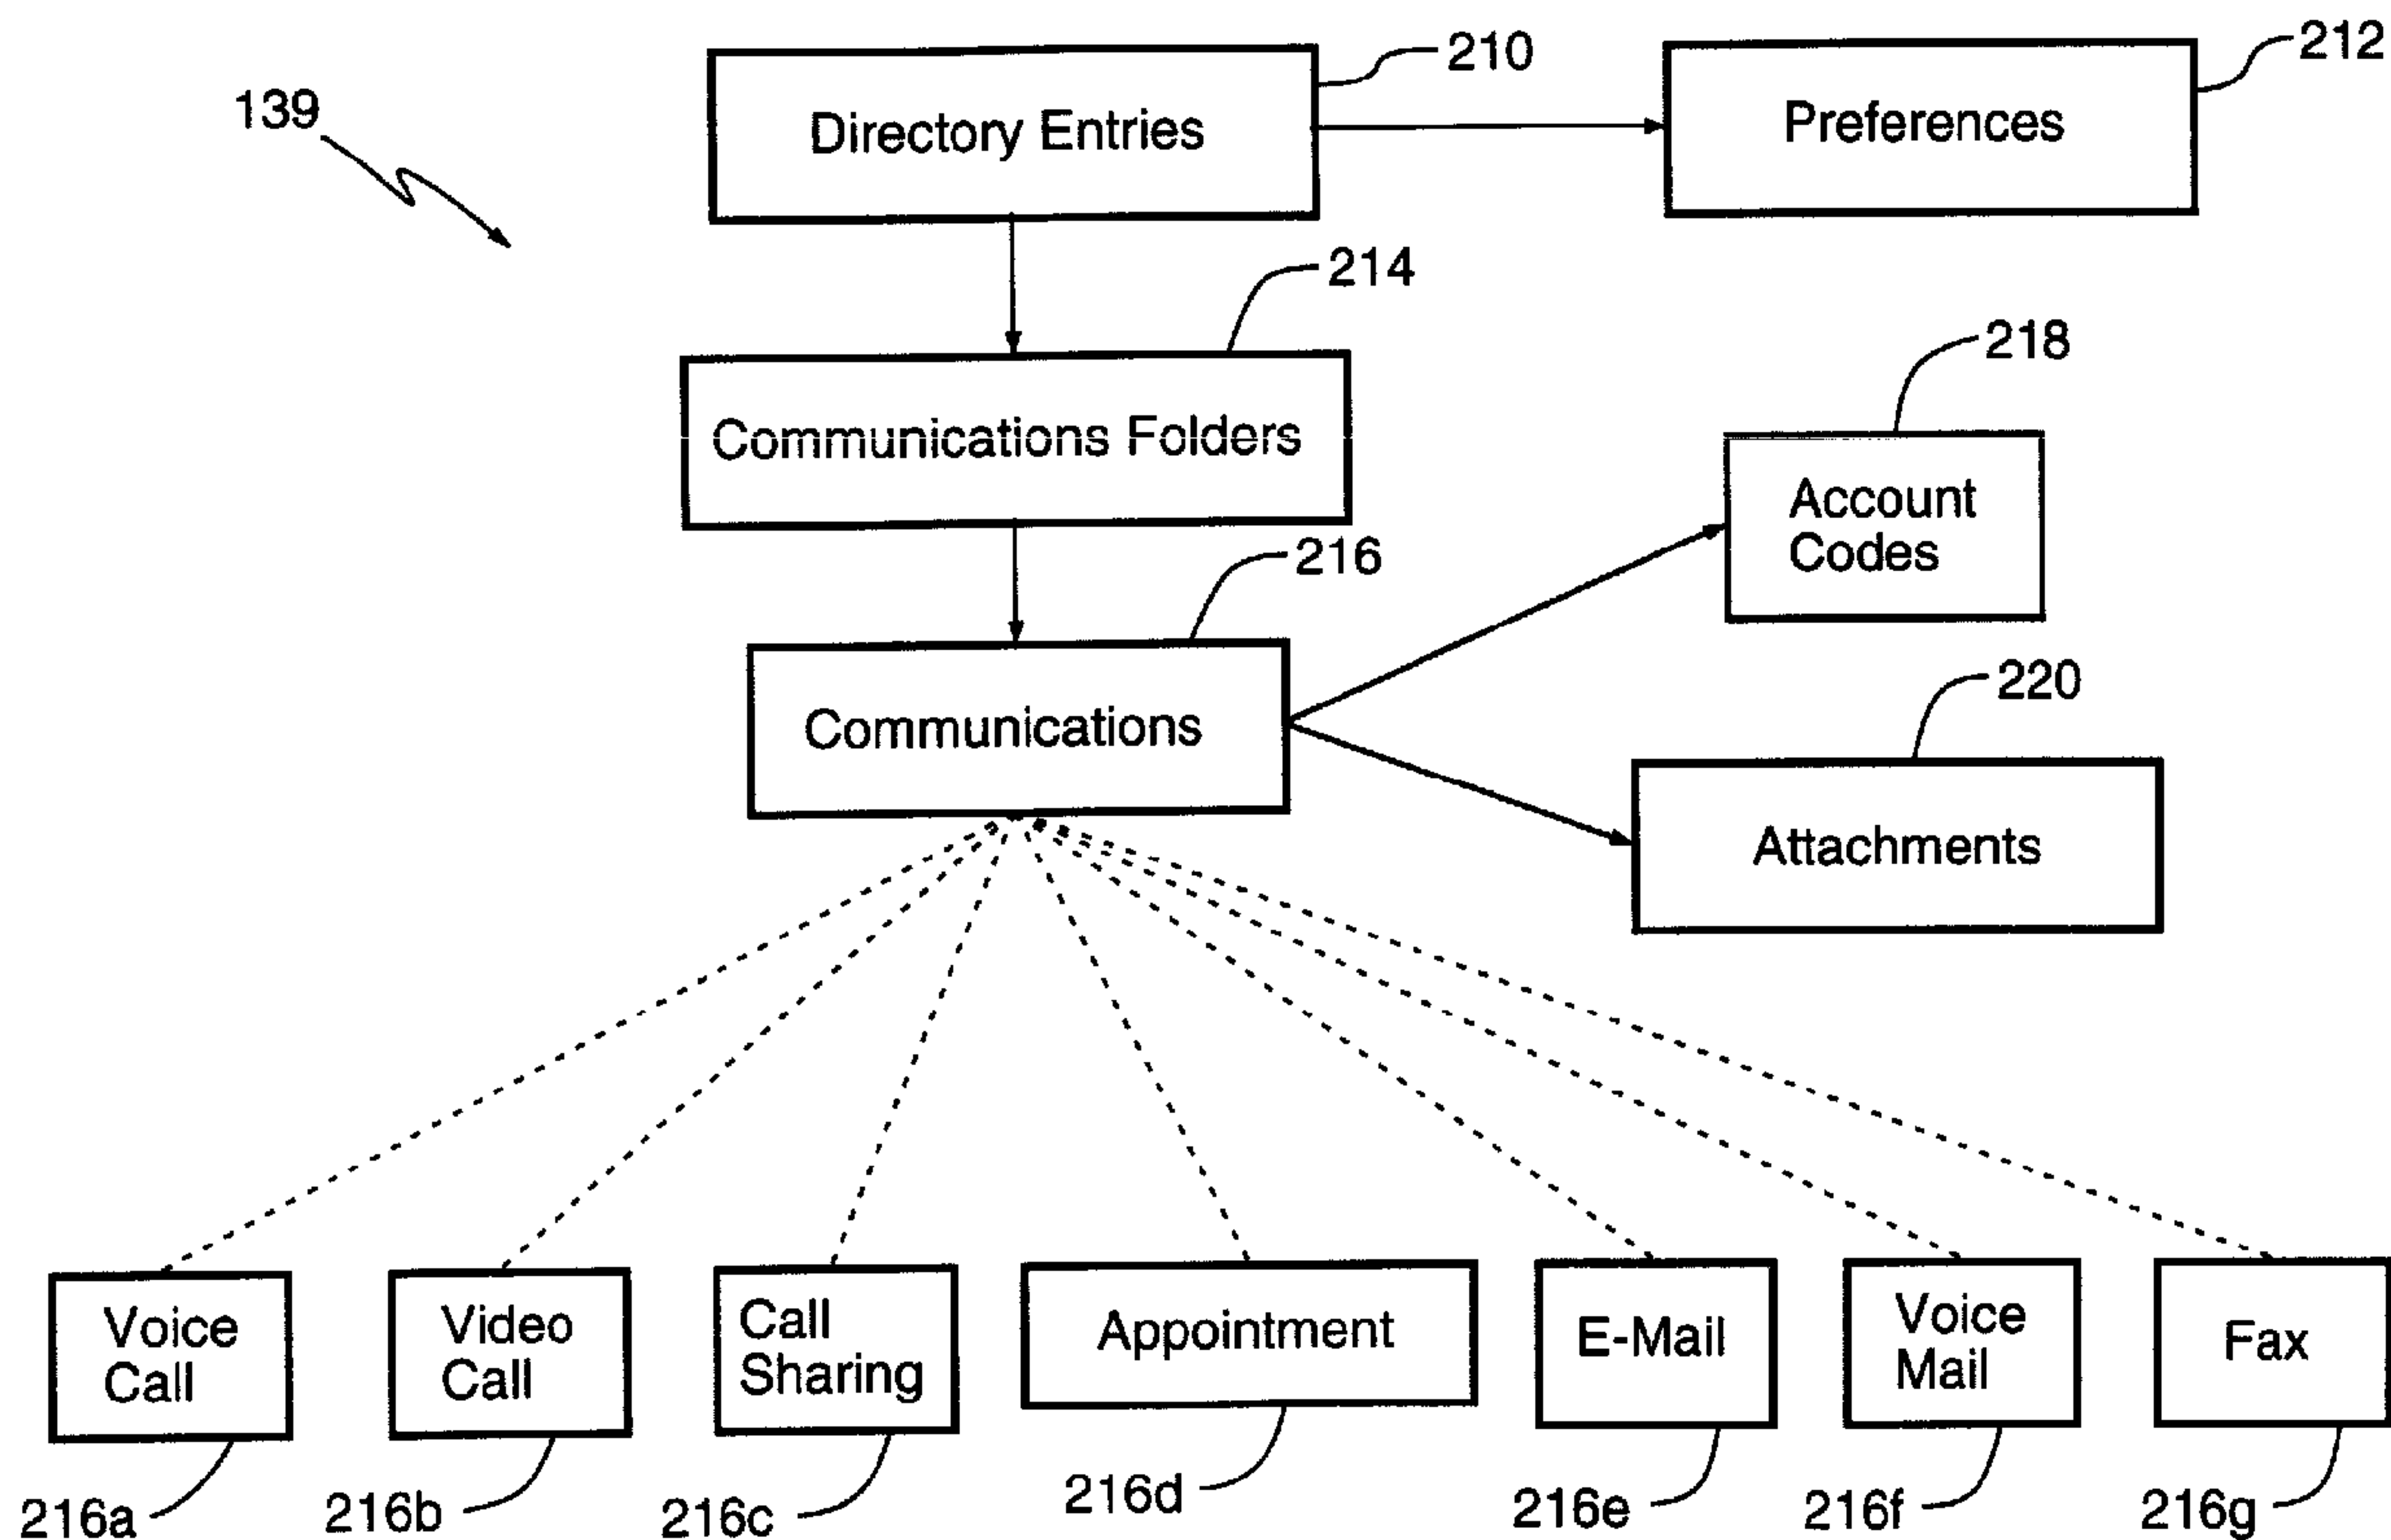 210
212
139
Directory Entries
Preferences
214
218
Communications Folders
Account
Codes
216
220
Communications
Attachments
Voice
Call
Video
Call
Call
Sharing
Appointment
E-Mail
Voice
Mail
Fax
216a
216b
216c
216d
216e
216f
216g